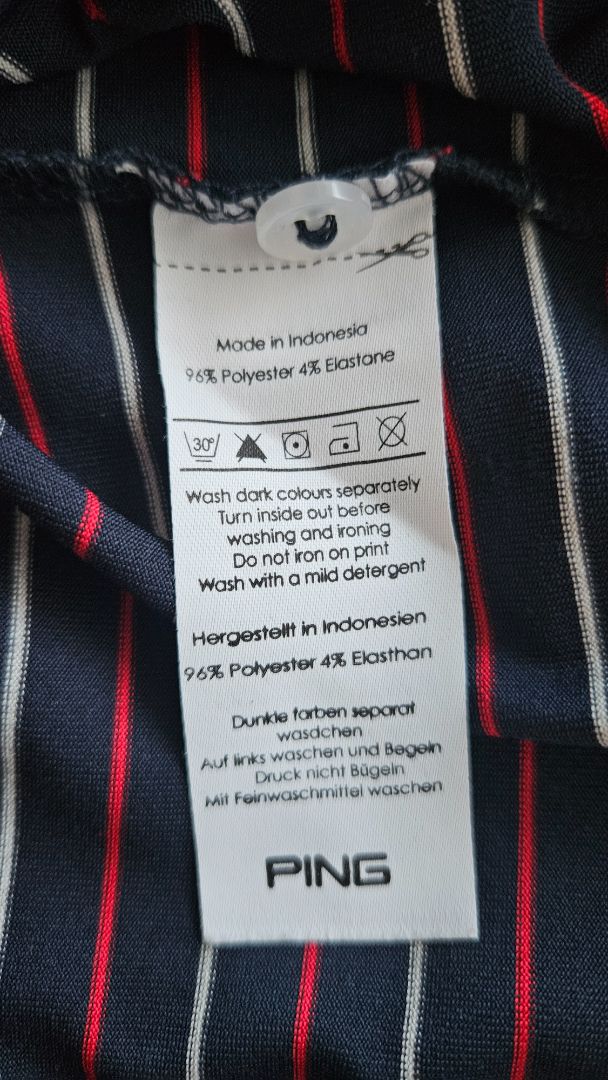 Made in Indonesia
96% Polyester 4% Elastane
30°
Wash dark colours separately
Turn inside out before
washing and ironing
Do not iron on print
Wash with a mild detergent
Hergestellt in Indonesien
96% Polyester 4% Elasthan
Dunkle farben separat
wasdchen
Auf links waschen und Begeln
Druck nicht Bügeln
Mit Feinwaschmittel waschen
PING